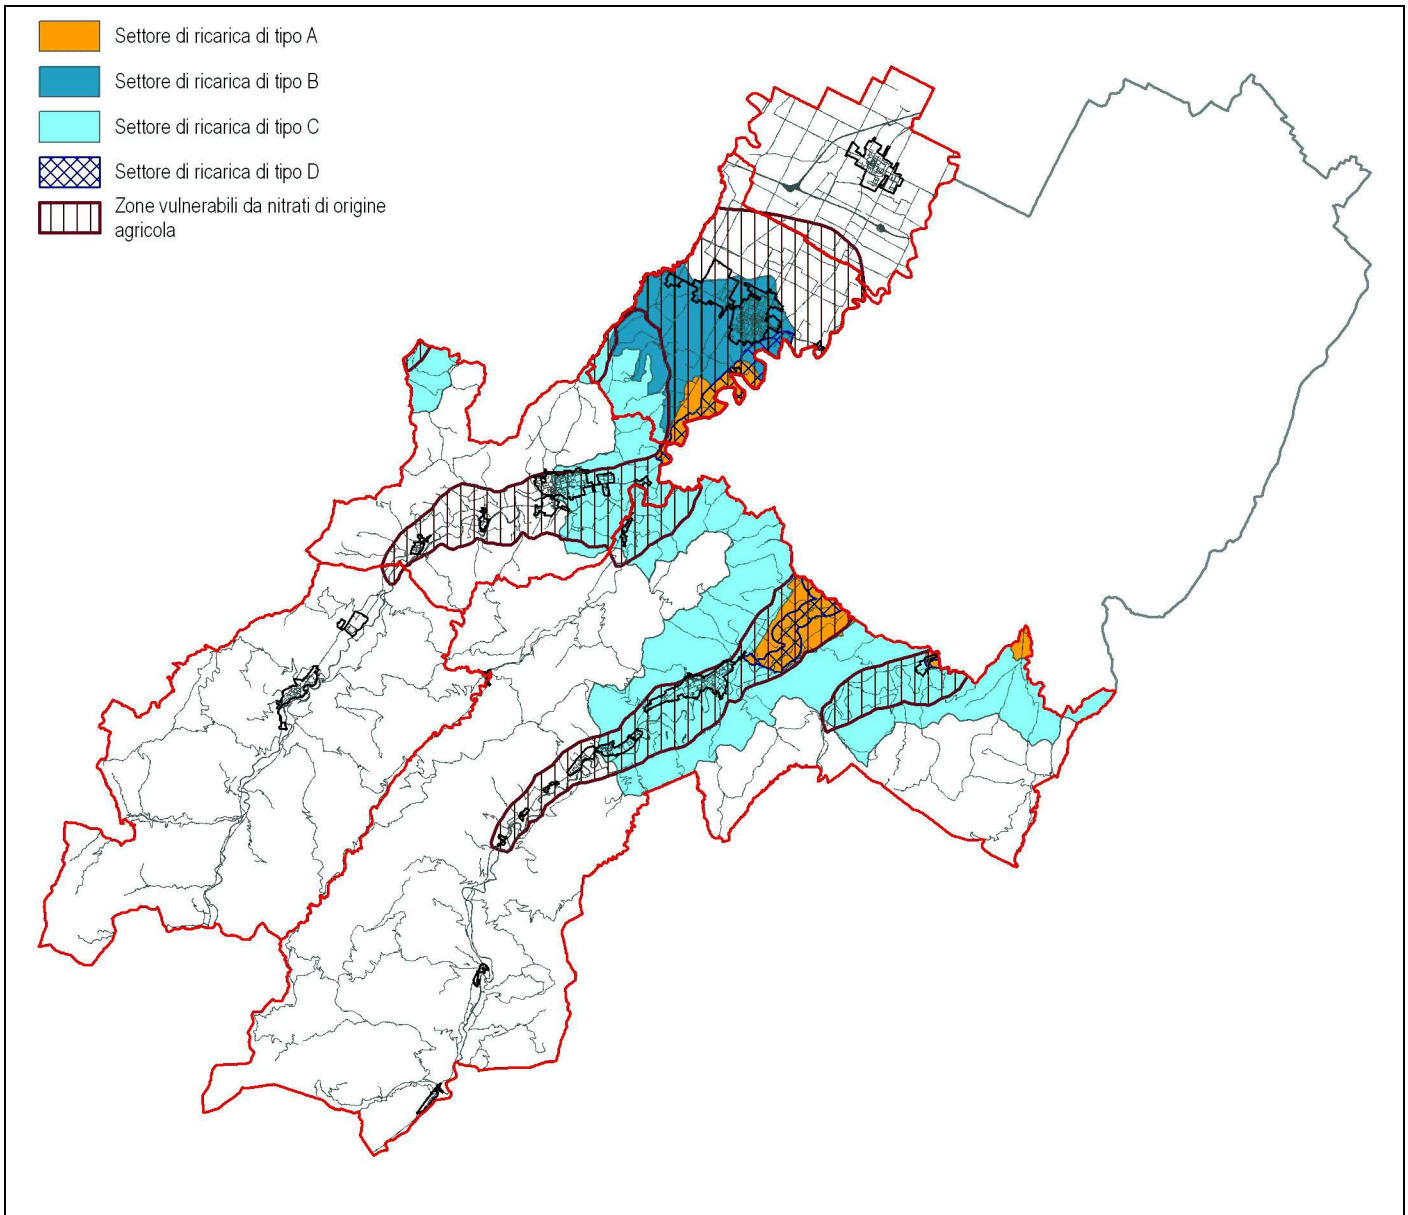 Settore di ricarica di tipo A
Settore di ricarica di tipo B
Settore di ricarica di tipo C
Settore di ricarica di tipo D
Zone vulnerabili da nitrati di origine
agricola